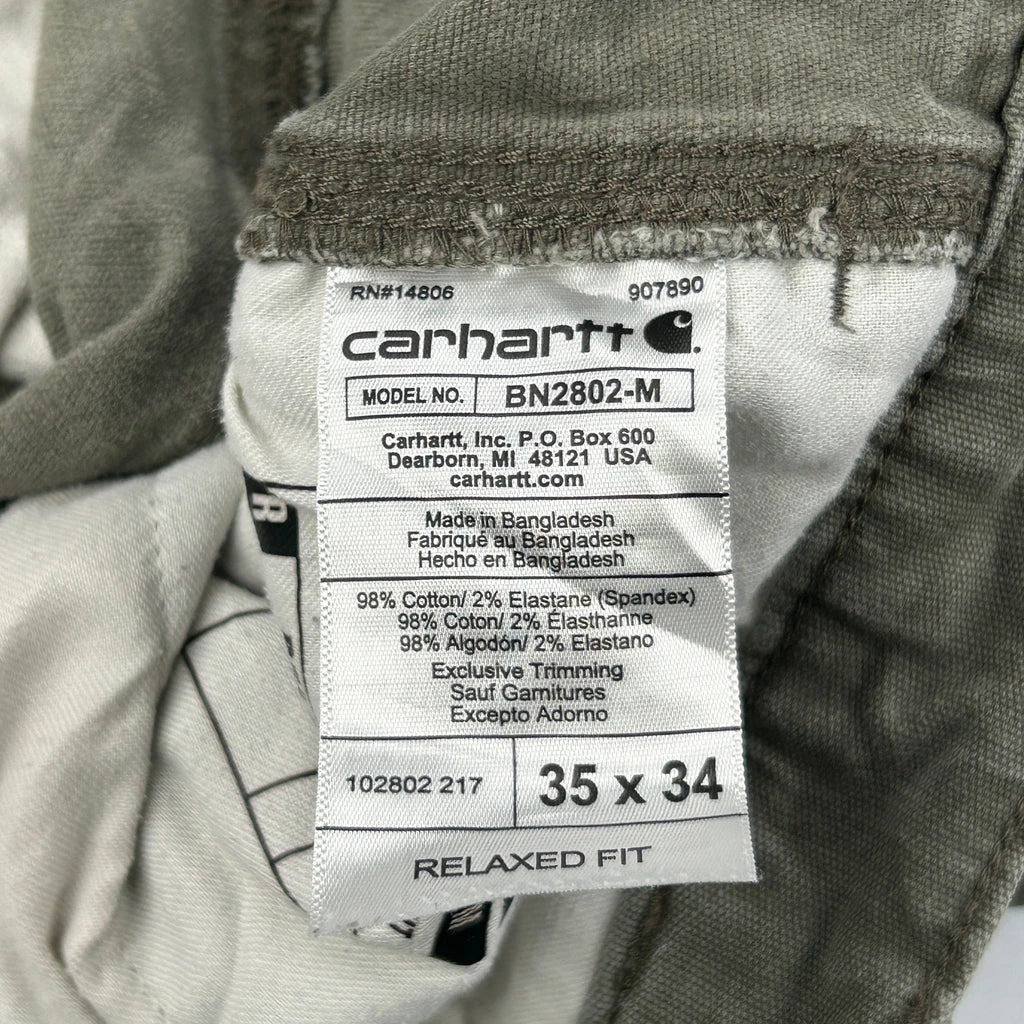 RN#14806 907890
carhartt
MODEL NO. BN2802-M
Carhartt, Inc. P.O. Box 600
Dearborn, MI 48121 USA
carhartt.com
Made in Bangladesh
Fabriqué au Bangladesh
Hecho en Bangladesh
98% Cotton/ 2% Elastane (Spandex)
98% Coton/ 2% Élasthanne
98% Algodón/ 2% Elastano
Exclusive Trimming
Sauf Garnitures
Excepto Adorno
102802 217 35 x 34
RELAXED FIT